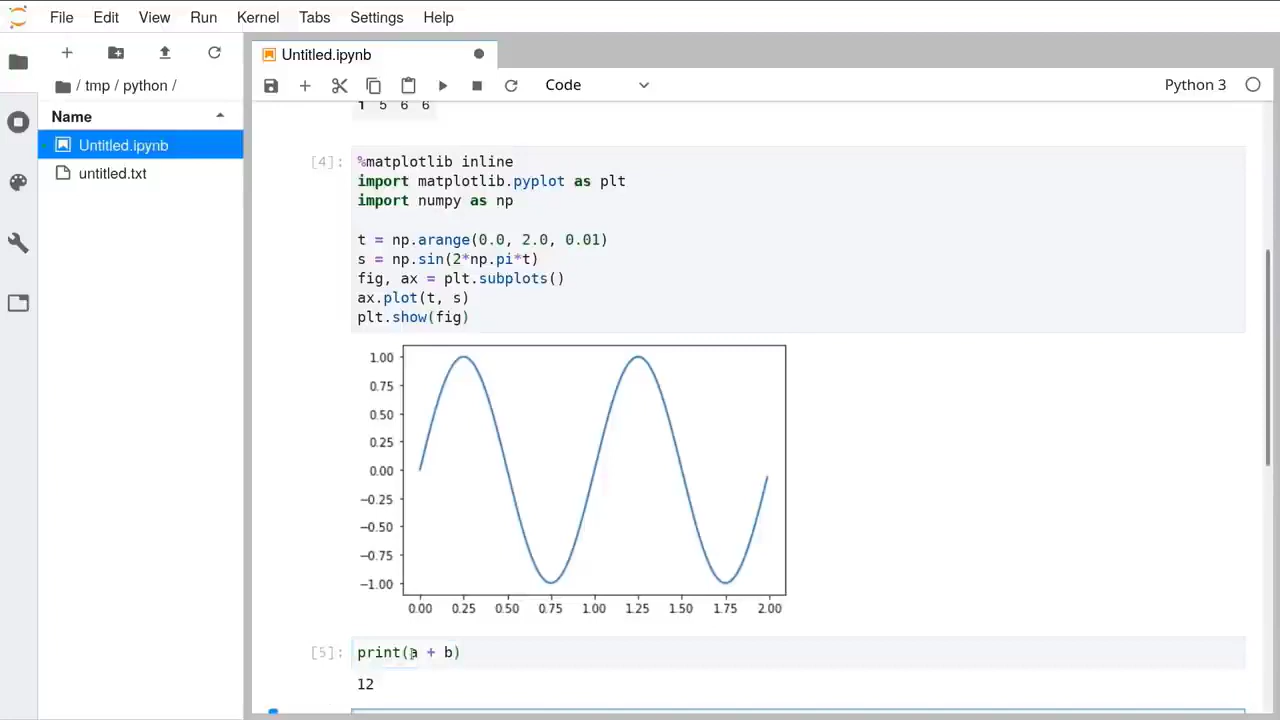 File Edit View Run Kernel Tabs Settings Help
Untitled.ipynb
/ tmp / python /
Code
Python 3
Name
Untitled.ipynb
untitled.txt
1 5 6 6
[4]:
%matplotlib inline
import matplotlib.pyplot as plt
import numpy as np
t = np.arange(0.0, 2.0, 0.01)
s = np.sin(2*np.pi*t)
fig, ax = plt.subplots()
ax.plot(t, s)
plt.show(fig)
1.00
0.75
0.50
0.25
0.00
−0.25
−0.50
−0.75
−1.00
0.00 0.25 0.50 0.75 1.00 1.25 1.50 1.75 2.00
[5]:
print(a + b)
12